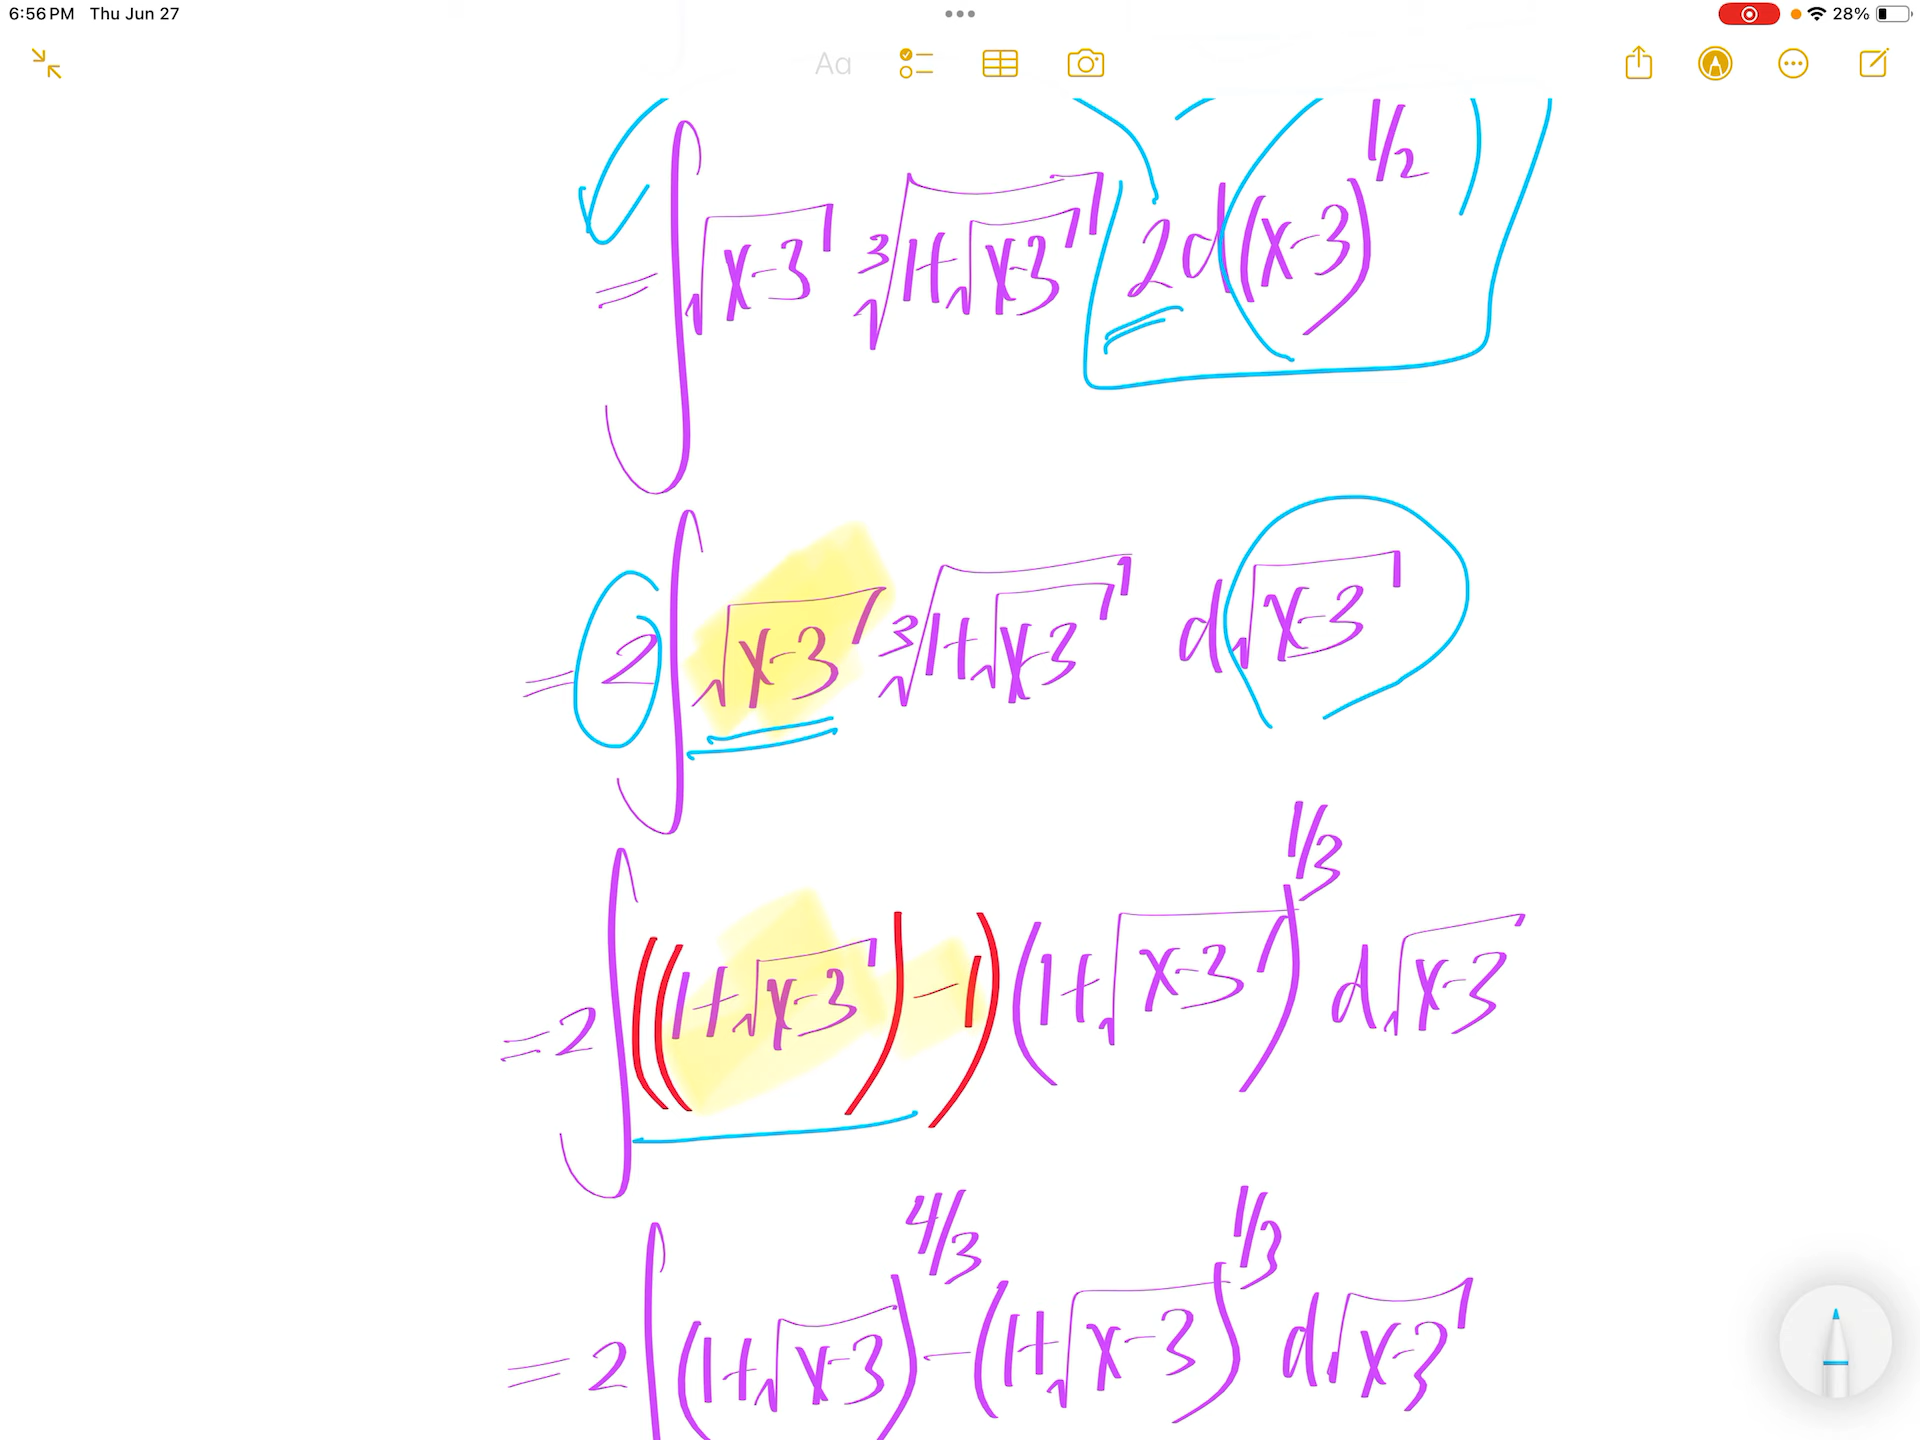 6:56 PM Thu Jun 27 28%
Aa
= ∫ √(x-3) ∛(1+√(x-3)) 2d(x-3)^1/2
= 2 ∫ √(x-3) ∛(1+√(x-3)) d√(x-3)
= 2 ∫ ((1+√(x-3)) - 1) (1+√(x-3))^1/3 d√(x-3)
= 2 ∫ (1+√(x-3))^4/3 - (1+√(x-3))^1/3 d√(x-3)